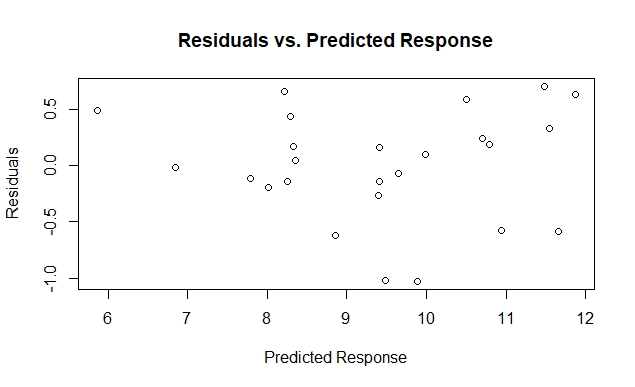 Residuals vs. Predicted Response
Residuals
0.5
0.0
-0.5
-1.0
6 7 8 9 10 11 12
Predicted Response